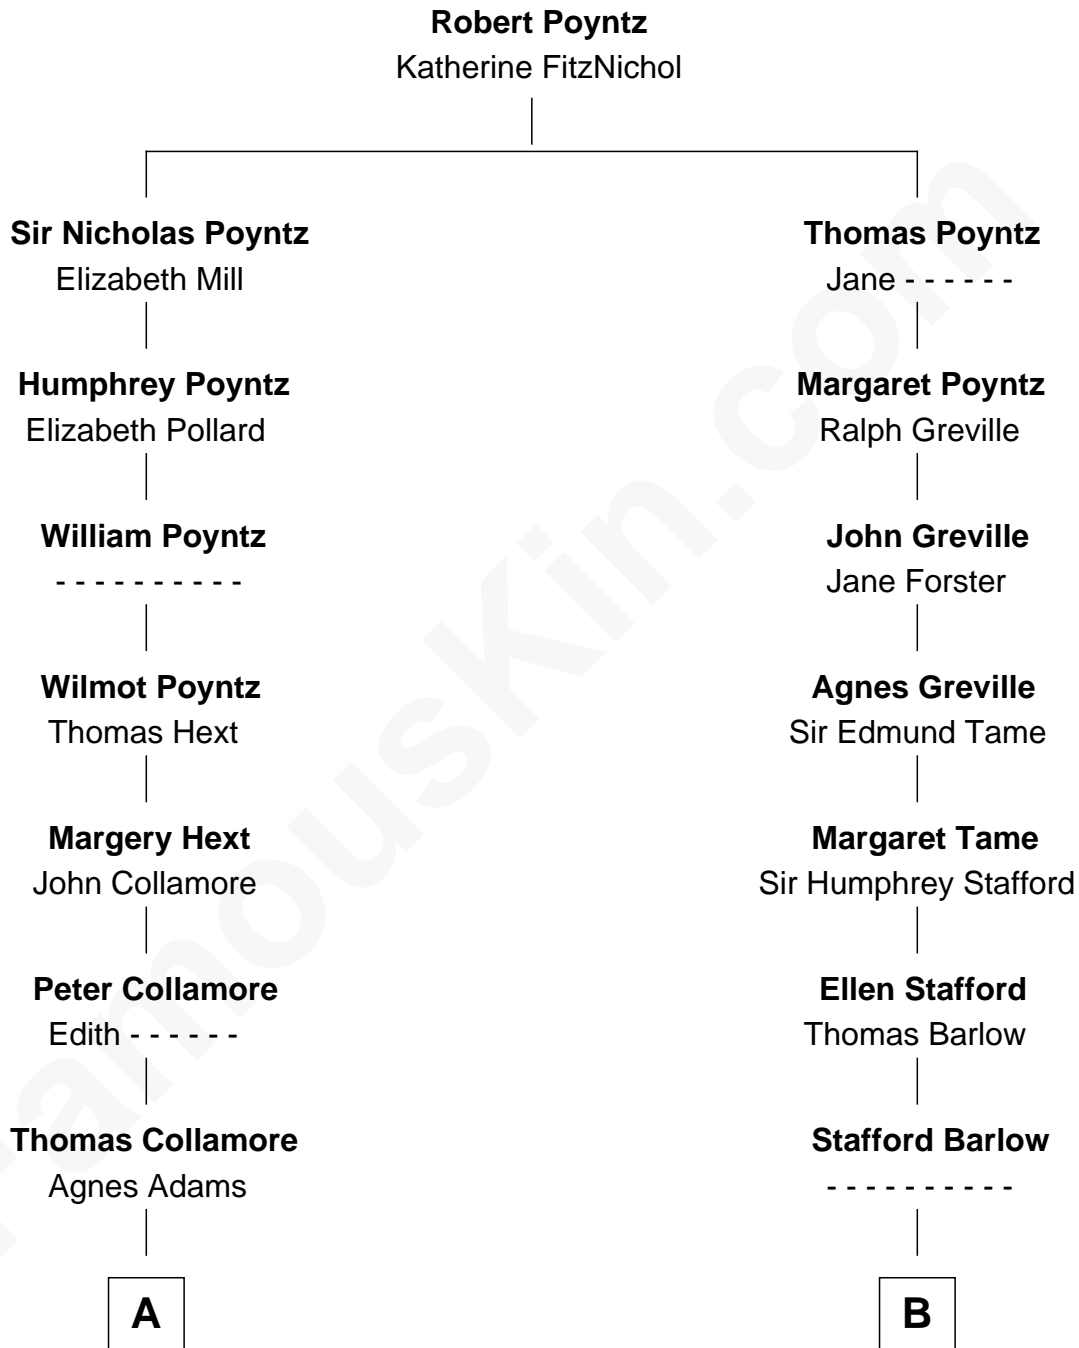 Robert Poyntz
Katherine FitzNichol
Sir Nicholas Poyntz
Elizabeth Mill
Thomas Poyntz
Jane - - - - - -
Humphrey Poyntz
Elizabeth Pollard
Margaret Poyntz
Ralph Greville
William Poyntz
- - - - - - - - - -
John Greville
Jane Forster
Wilmot Poyntz
Thomas Hext
Agnes Greville
Sir Edmund Tame
Margery Hext
John Collamore
Margaret Tame
Sir Humphrey Stafford
Peter Collamore
Edith - - - - - -
Ellen Stafford
Thomas Barlow
Thomas Collamore
Agnes Adams
Stafford Barlow
- - - - - - - - - -
A
B
FamousKin.com